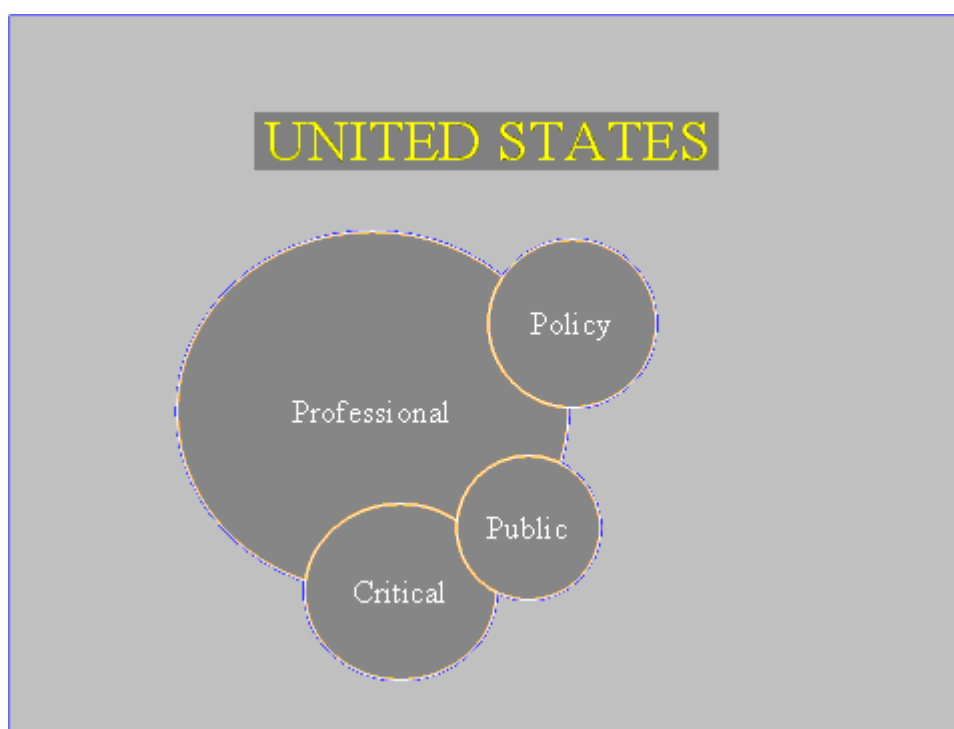 UNITED STATES
Policy
Professional
Public
Critical